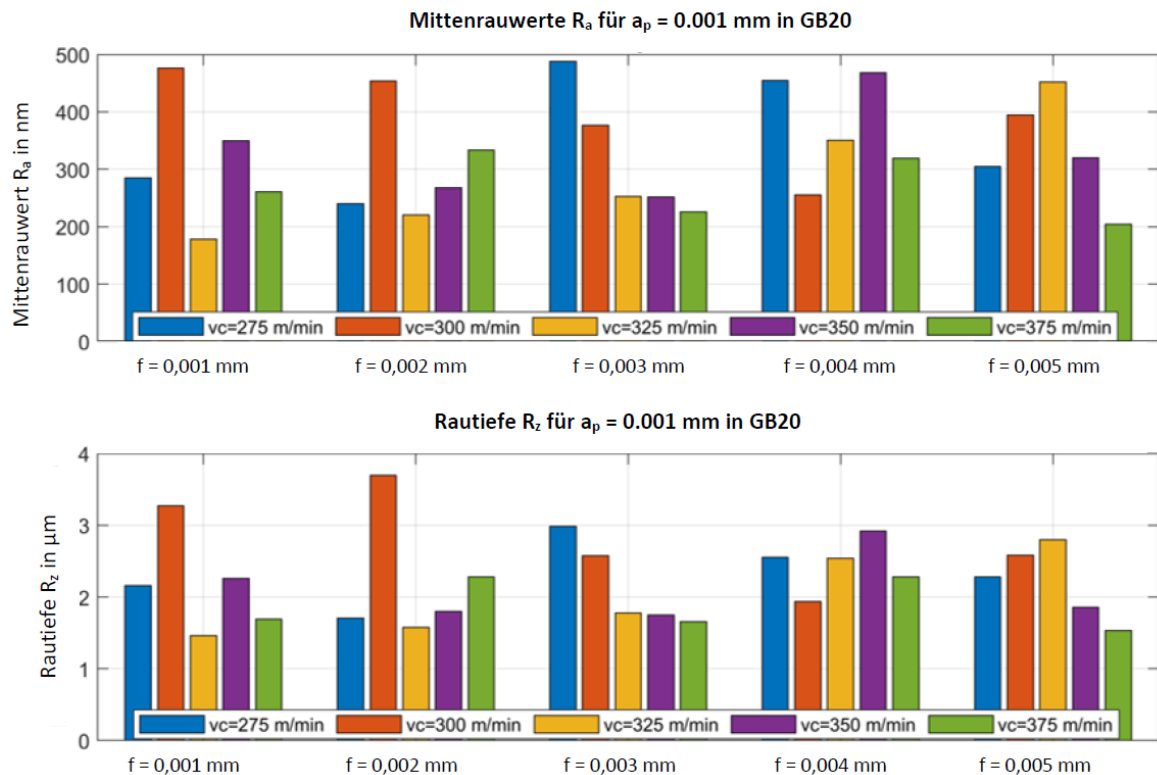 Mittenrauwerte Rₐ für aₚ = 0.001 mm in GB20
Mittenrauwert Rₐ in nm
500
400
300
200
100
0
vc=275 m/min vc=300 m/min vc=325 m/min vc=350 m/min vc=375 m/min
f = 0,001 mm f = 0,002 mm f = 0,003 mm f = 0,004 mm f = 0,005 mm
Rautiefe R_z für aₚ = 0.001 mm in GB20
Rautiefe R_z in µm
4
3
2
1
0
vc=275 m/min vc=300 m/min vc=325 m/min vc=350 m/min vc=375 m/min
f = 0,001 mm f = 0,002 mm f = 0,003 mm f = 0,004 mm f = 0,005 mm